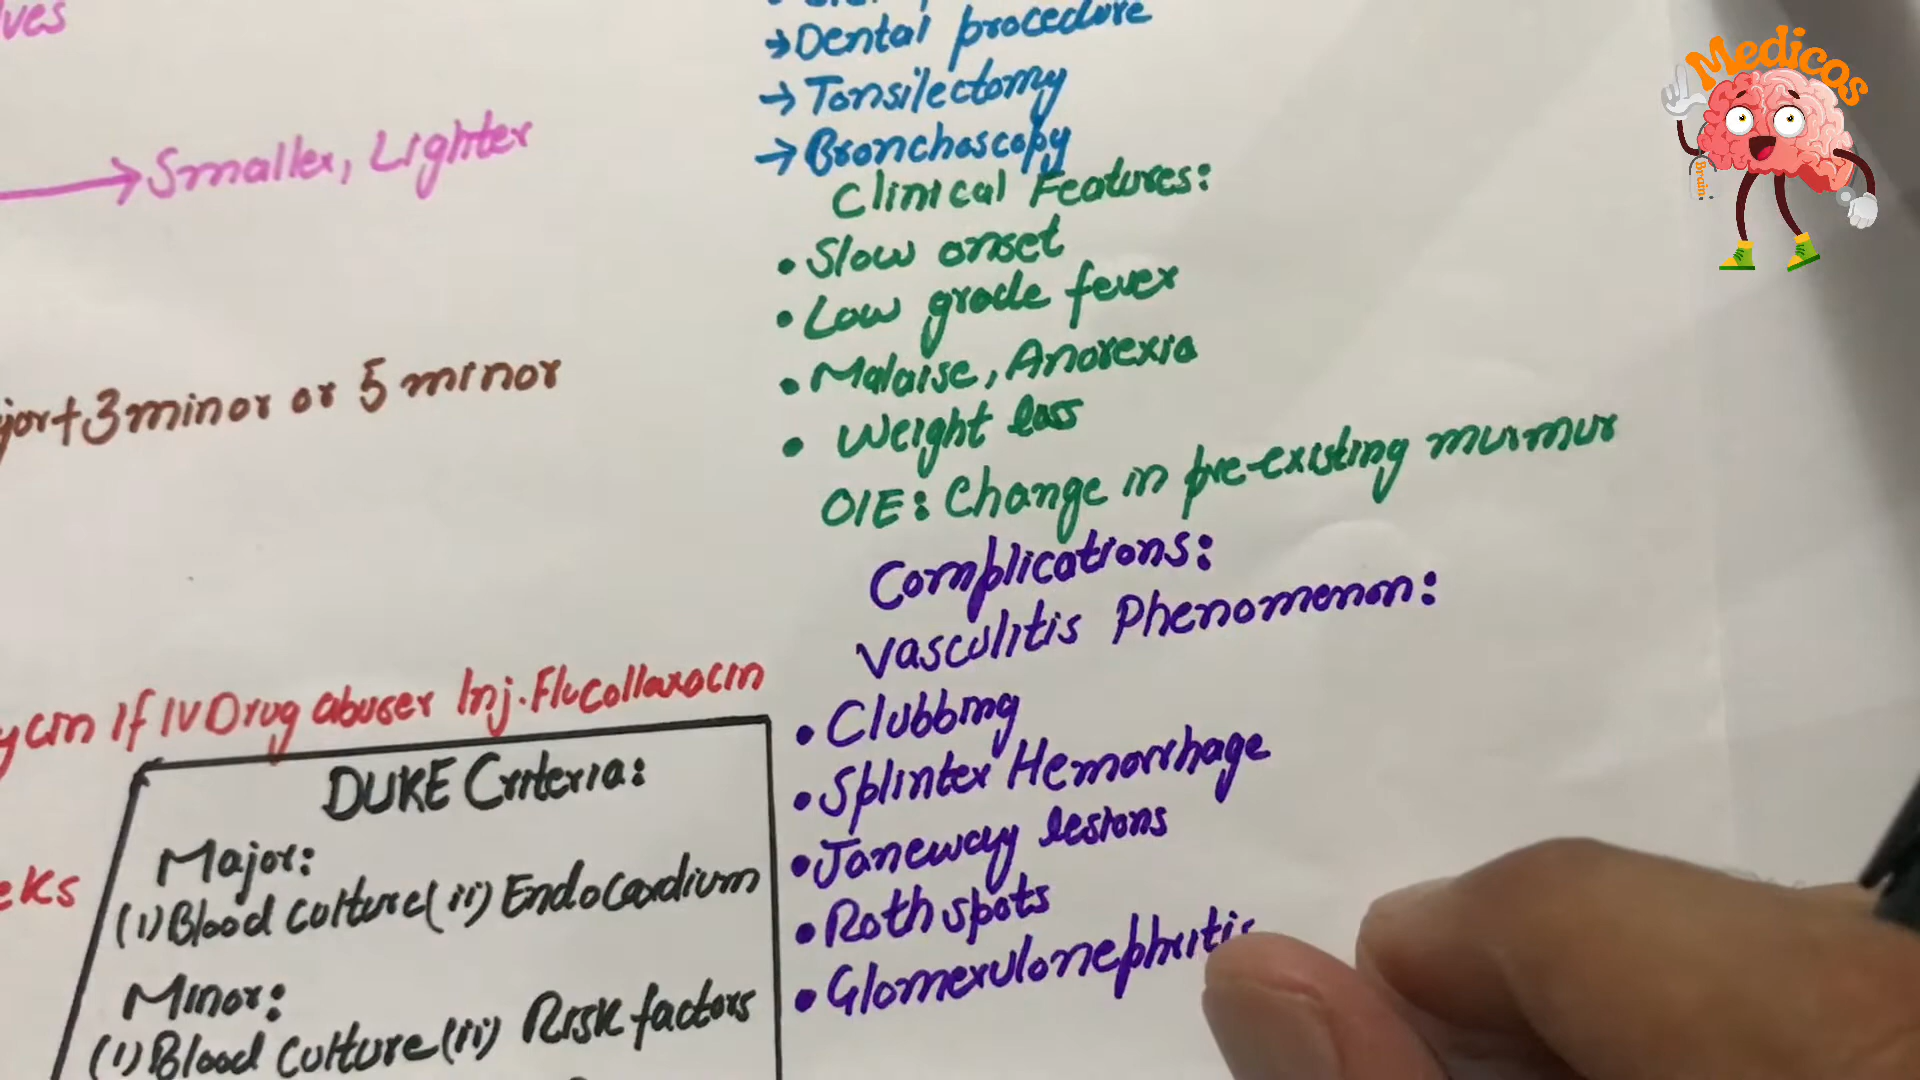 lves
→Dental procedure
→Tonsilectomy
→Bronchoscopy
→Smaller, Lighter
Clinical Features:
•Slow onset
•Low grade fever
•Malaise, Anorexia
• Weight loss
O/E: Change in pre-existing murmur
jor+3minor or 5 minor
Complications:
Vasculitis Phenomenon:
•Clubbing
•Splinter Hemorrhage
•Janeway lesions
•Roth spots
•Glomerulonephritis
ycin If IV Drug abuser Inj.Flucollaxacin
DUKE Criteria:
Major:
(i)Blood culture(ii) Endocardium
Minor:
(i)Blood Culture(ii) Risk factors
eks
Medicos
Brain